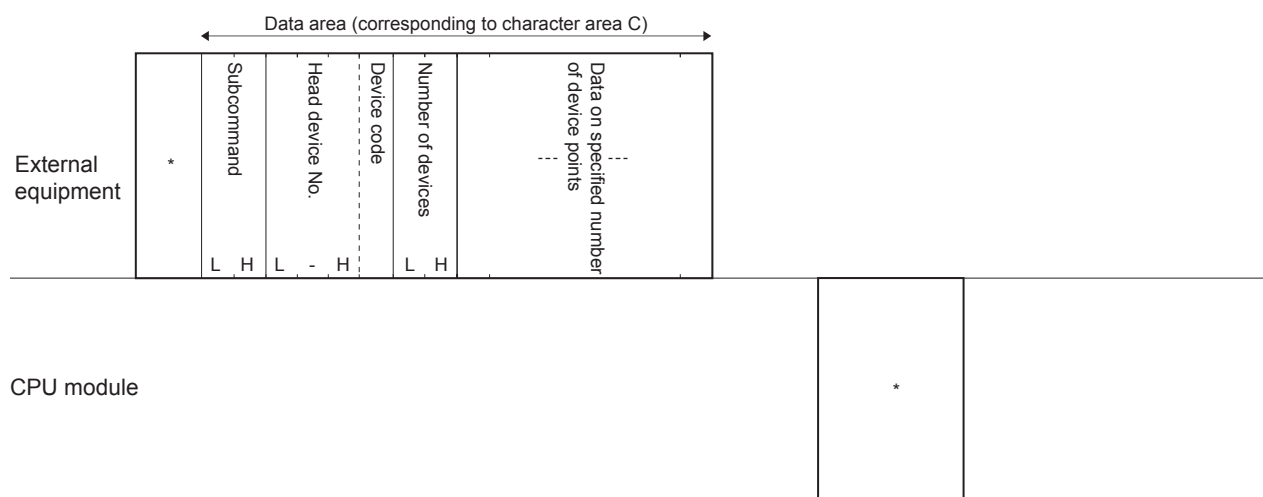 Data area (corresponding to character area C)
External
equipment
*
Subcommand
L H
Head device No.
L - H
Device code
Number of devices
L H
Data on specified number
of device points
CPU module
*